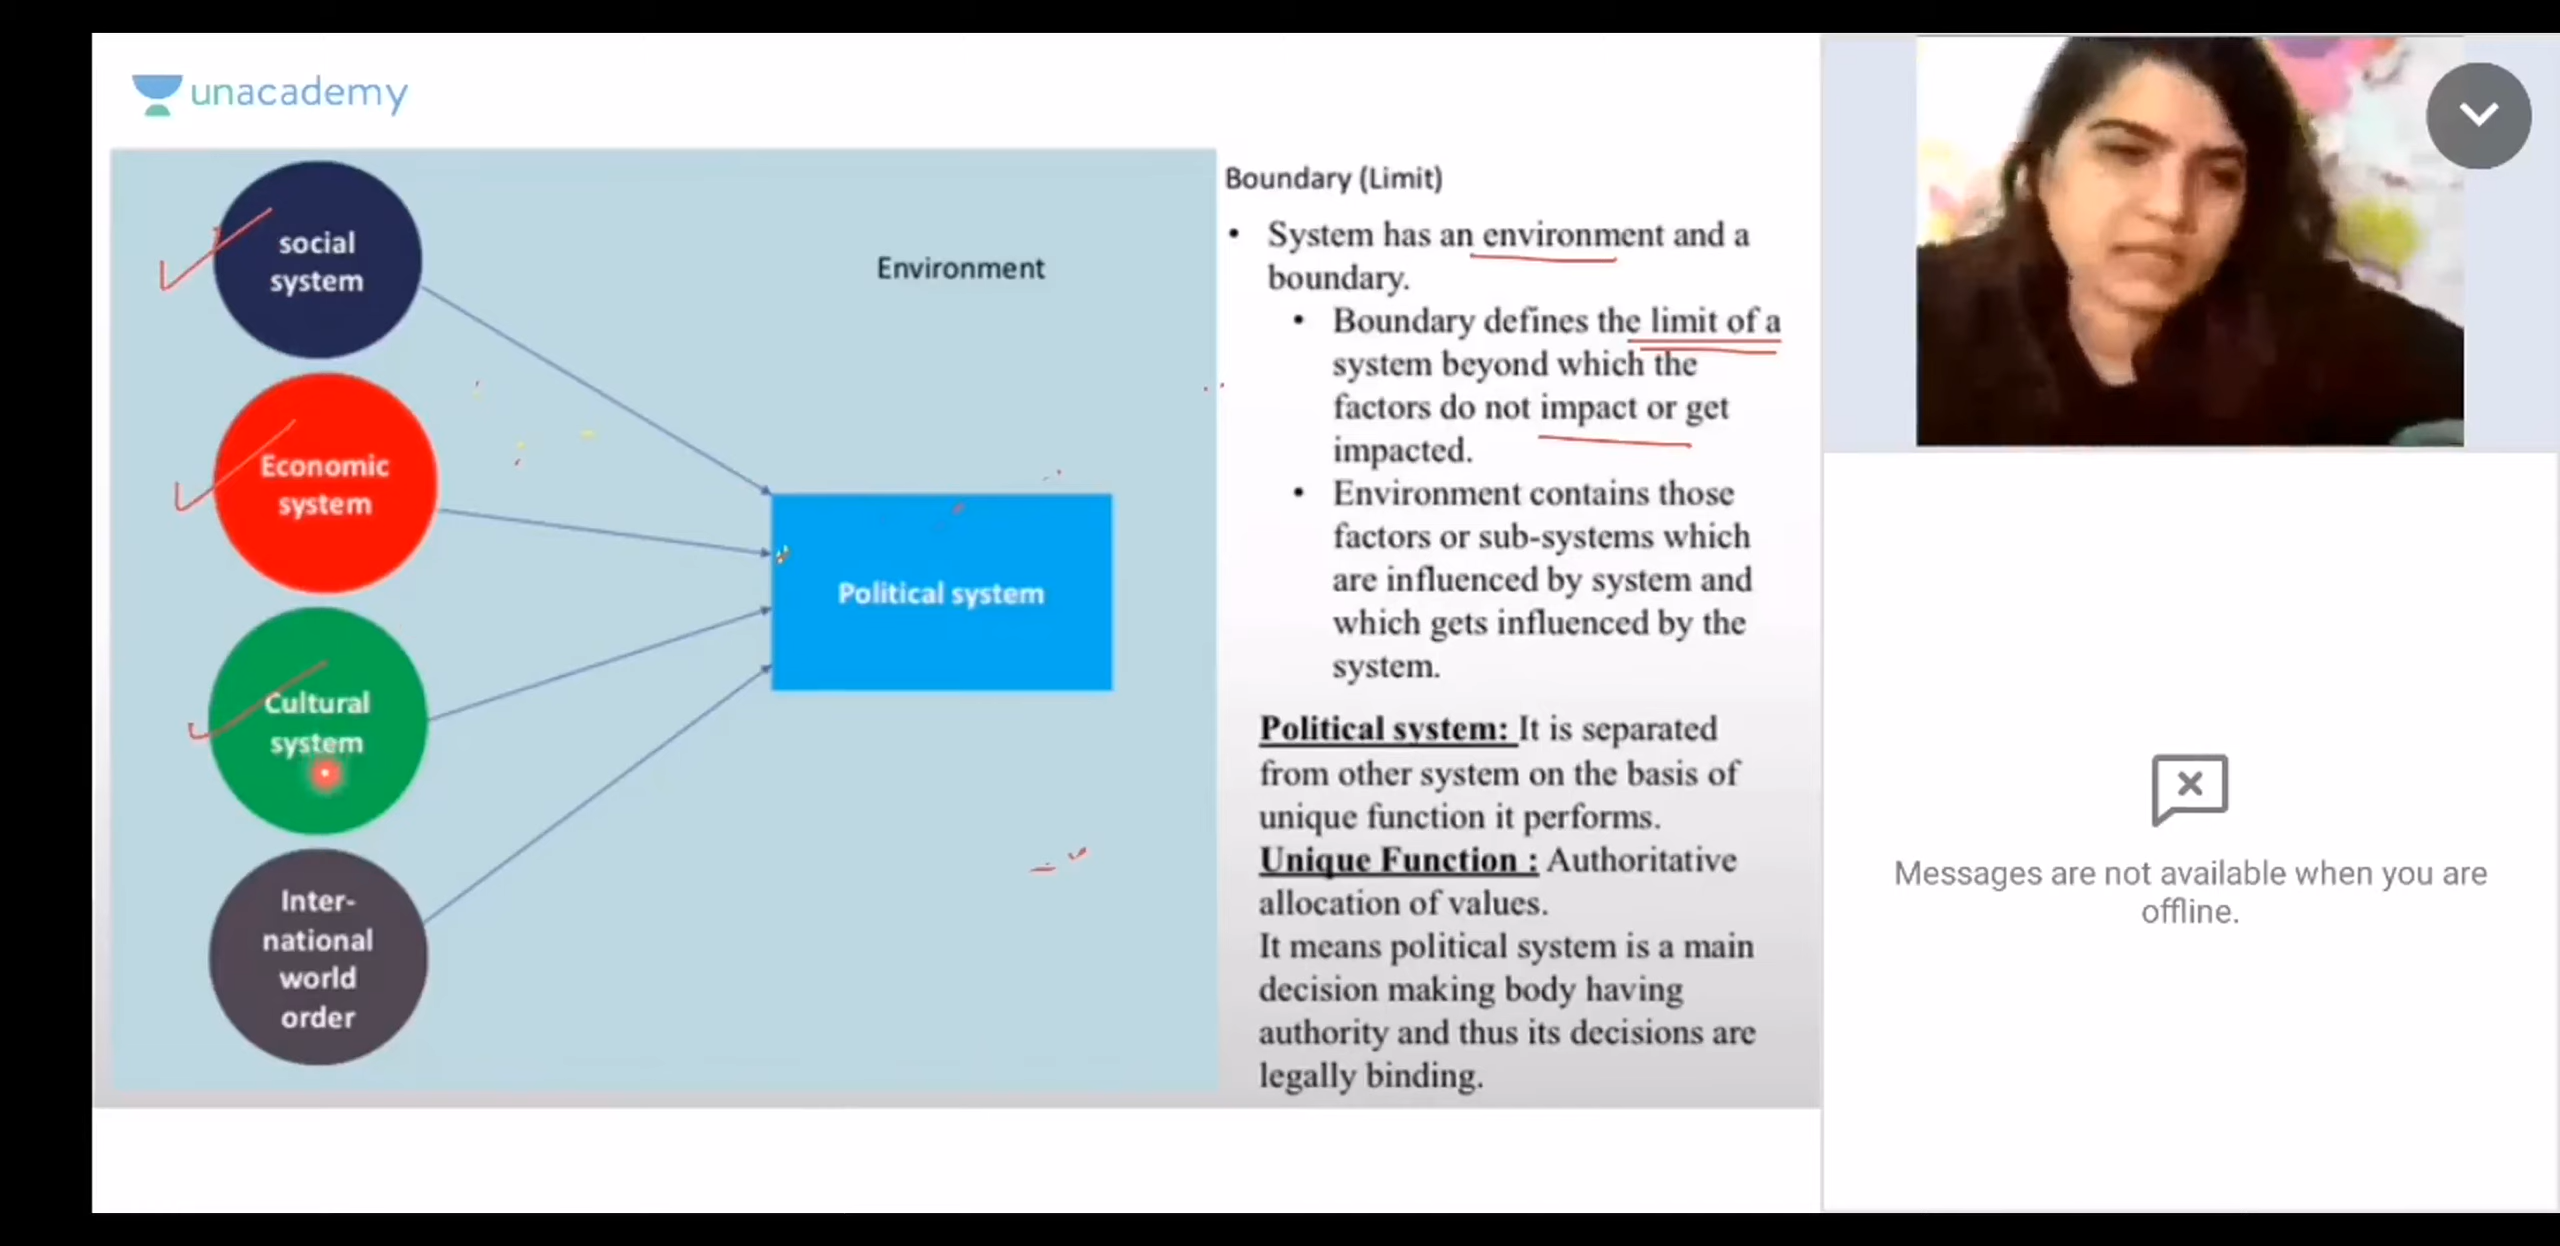 unacademy
social
system
Economic
system
Cultural
system
Inter-
national
world
order
Environment
Political system
Boundary (Limit)
• System has an environment and a
boundary.
• Boundary defines the limit of a
system beyond which the
factors do not impact or get
impacted.
• Environment contains those
factors or sub-systems which
are influenced by system and
which gets influenced by the
system.
Political system: It is separated
from other system on the basis of
unique function it performs.
Unique Function : Authoritative
allocation of values.
It means political system is a main
decision making body having
authority and thus its decisions are
legally binding.
Messages are not available when you are
offline.